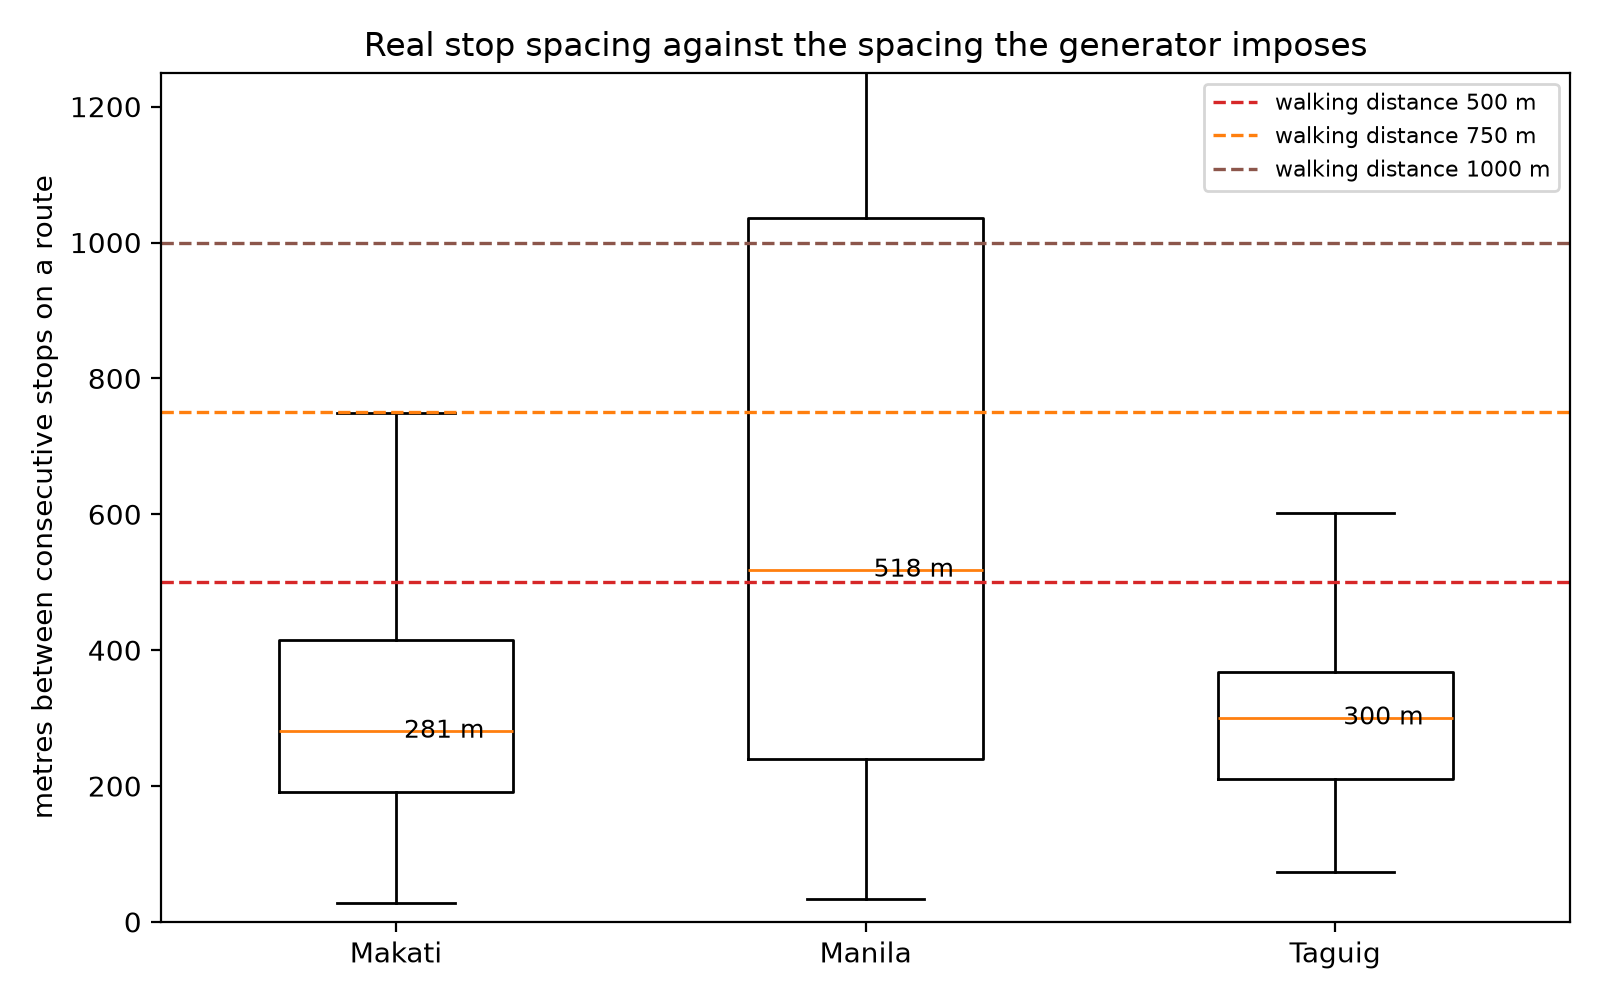 Real stop spacing against the spacing the generator imposes
metres between consecutive stops on a route
1200
1000
800
600
400
200
0
walking distance 500 m
walking distance 750 m
walking distance 1000 m
281 m
518 m
300 m
Makati
Manila
Taguig